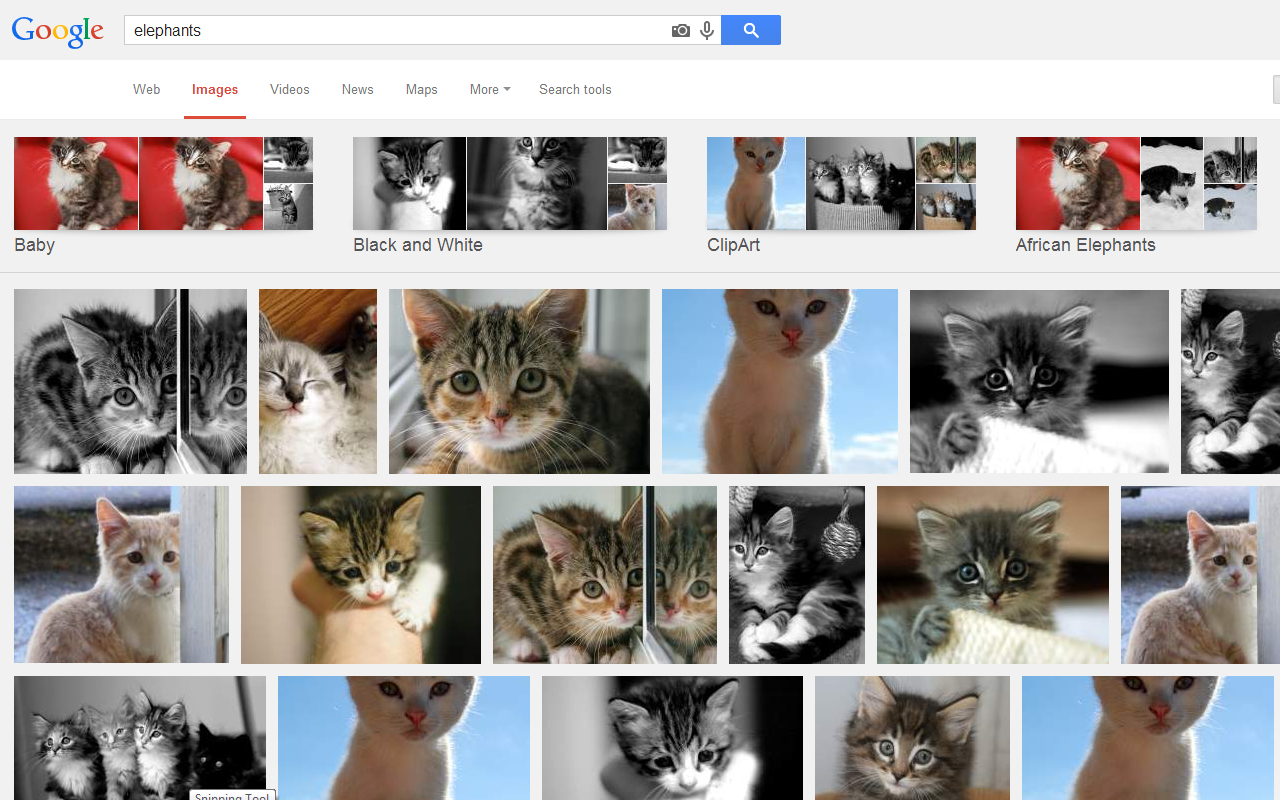 Google
elephants
Web Images Videos News Maps More Search tools
Baby Black and White ClipArt African Elephants
Snipping Tool